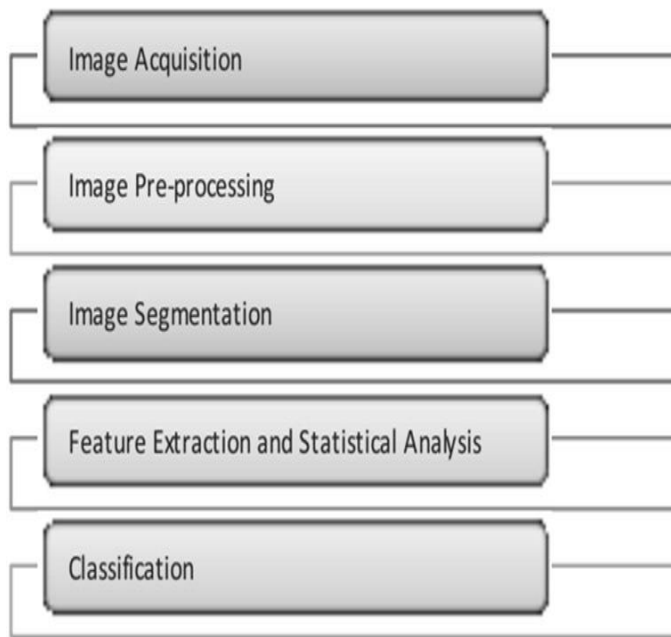 Image Acquisition
Image Pre-processing
Image Segmentation
Feature Extraction and Statistical Analysis
Classification